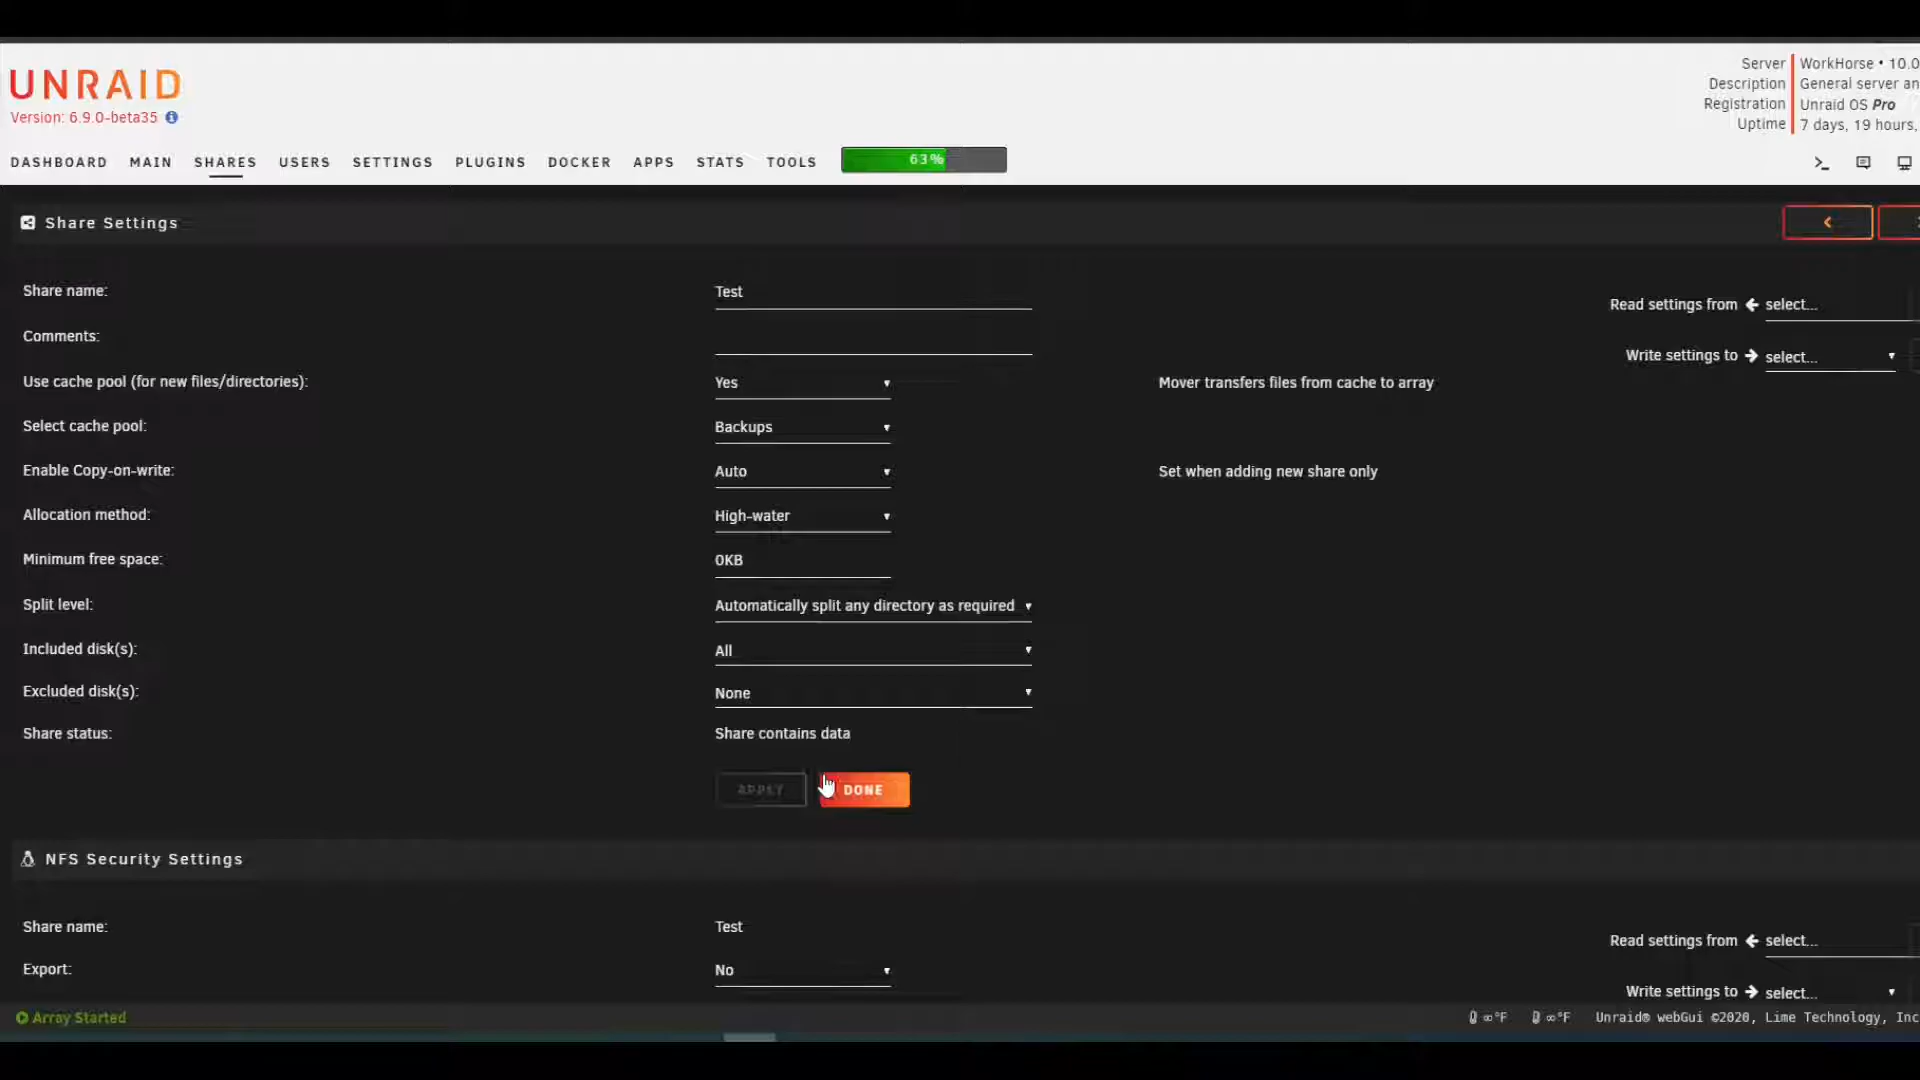 UNRAID
Version: 6.9.0-beta35
Server WorkHorse • 10.0
Description General server an
Registration Unraid OS Pro
Uptime 7 days, 19 hours,
DASHBOARD MAIN SHARES USERS SETTINGS PLUGINS DOCKER APPS STATS TOOLS 63%
Share Settings
Share name: Test
Read settings from select...
Comments:
Write settings to select...
Use cache pool (for new files/directories): Yes Mover transfers files from cache to array
Select cache pool: Backups
Enable Copy-on-write: Auto Set when adding new share only
Allocation method: High-water
Minimum free space: 0KB
Split level: Automatically split any directory as required
Included disk(s): All
Excluded disk(s): None
Share status: Share contains data
APPLY DONE
NFS Security Settings
Share name: Test
Read settings from select...
Export: No
Write settings to select...
Array Started
∞°F ∞°F Unraid® webGui ©2020, Lime Technology, Inc